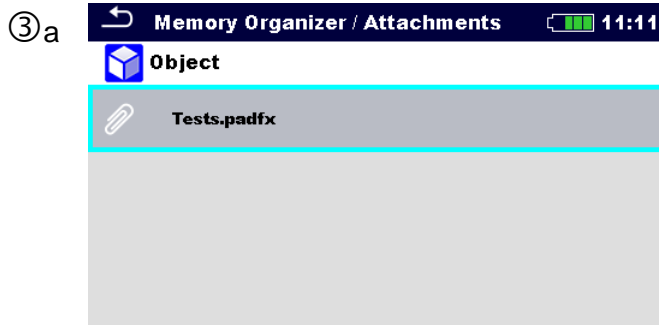 ③a
Memory Organizer / Attachments 11:11
Object
Tests.padfx